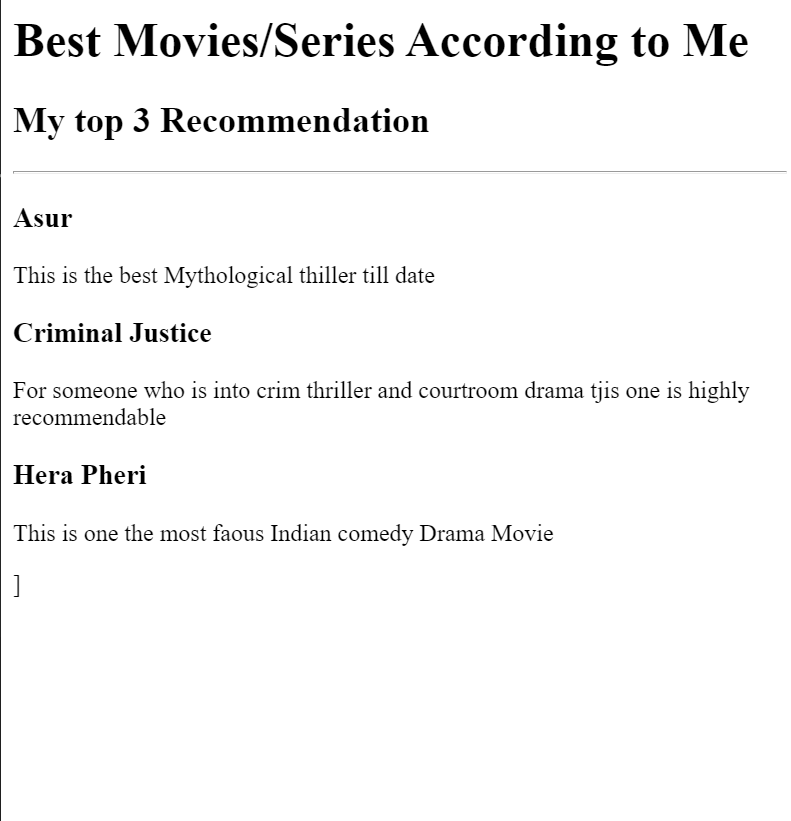 Best Movies/Series According to Me
My top 3 Recommendation
Asur
This is the best Mythological thiller till date
Criminal Justice
For someone who is into crim thriller and courtroom drama tjis one is highly
recommendable
Hera Pheri
This is one the most faous Indian comedy Drama Movie
]